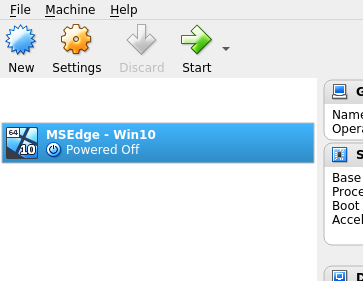 File Machine Help
New Settings Discard Start
MSEdge - Win10
Powered Off
64
10
G
Name
Opera
S
Base
Proce
Boot
Accel
D